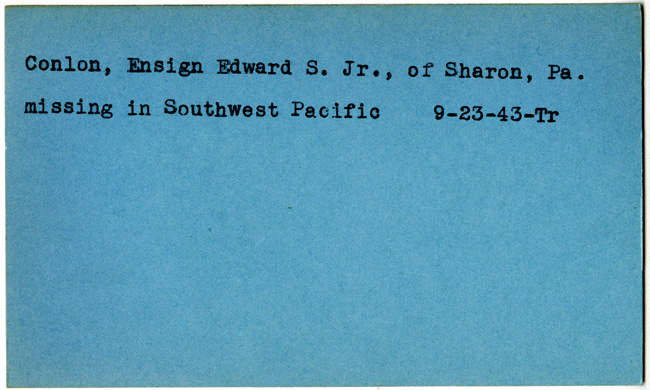 Conlon, Ensign Edward S. Jr., of Sharon, Pa.
missing in Southwest Pacific 9-23-43-Tr